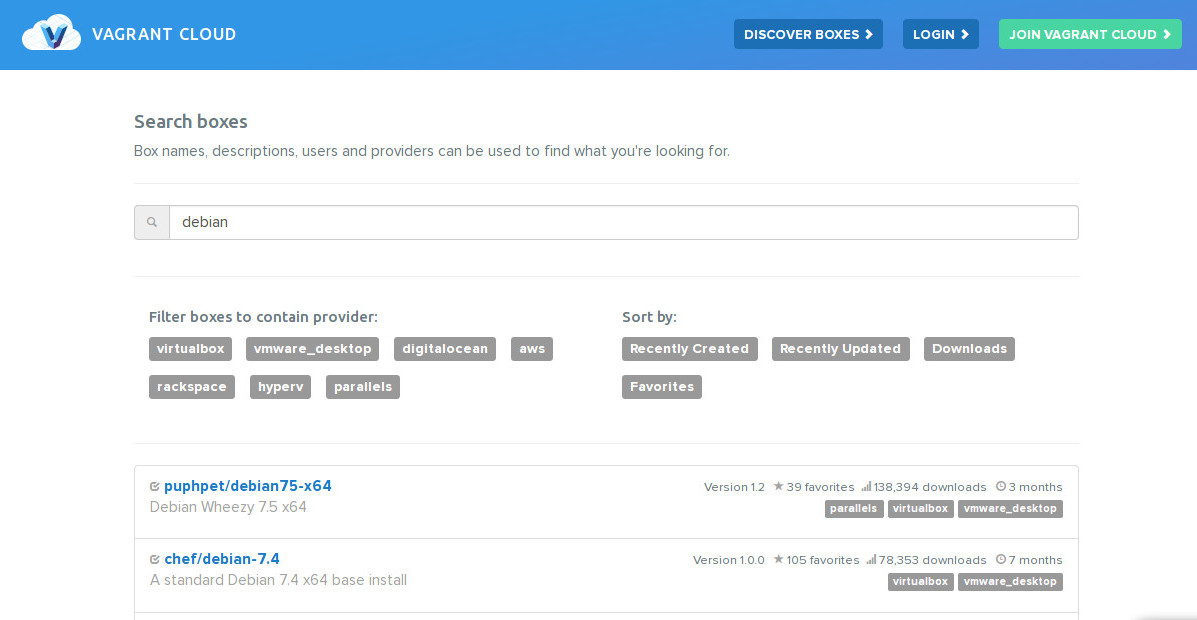 VAGRANT CLOUD DISCOVER BOXES LOGIN JOIN VAGRANT CLOUD
Search boxes
Box names, descriptions, users and providers can be used to find what you're looking for.
debian
Filter boxes to contain provider:
virtualbox vmware_desktop digitalocean aws
rackspace hyperv parallels
Sort by:
Recently Created Recently Updated Downloads
Favorites
puphpet/debian75-x64 Version 1.2 39 favorites 138,394 downloads 3 months
Debian Wheezy 7.5 x64 parallels virtualbox vmware_desktop
chef/debian-7.4 Version 1.0.0 105 favorites 78,353 downloads 7 months
A standard Debian 7.4 x64 base install virtualbox vmware_desktop